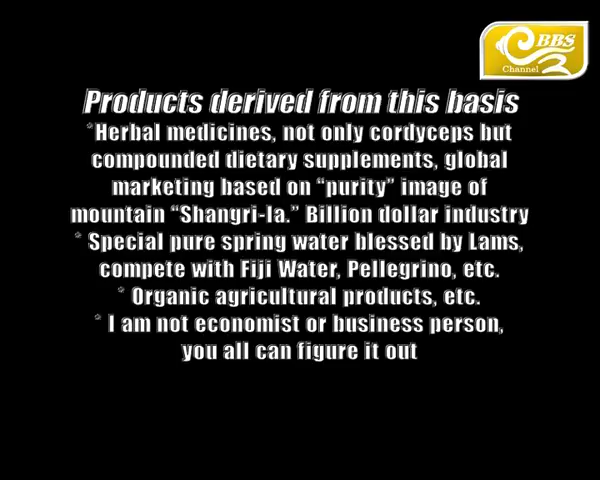 BBS
Channel 2
Products derived from this basis
*Herbal medicines, not only cordyceps but
compounded dietary supplements, global
marketing based on “purity” image of
mountain “Shangri-la.” Billion dollar industry
* Special pure spring water blessed by Lams,
compete with Fiji Water, Pellegrino, etc.
* Organic agricultural products, etc.
* I am not economist or business person,
you all can figure it out